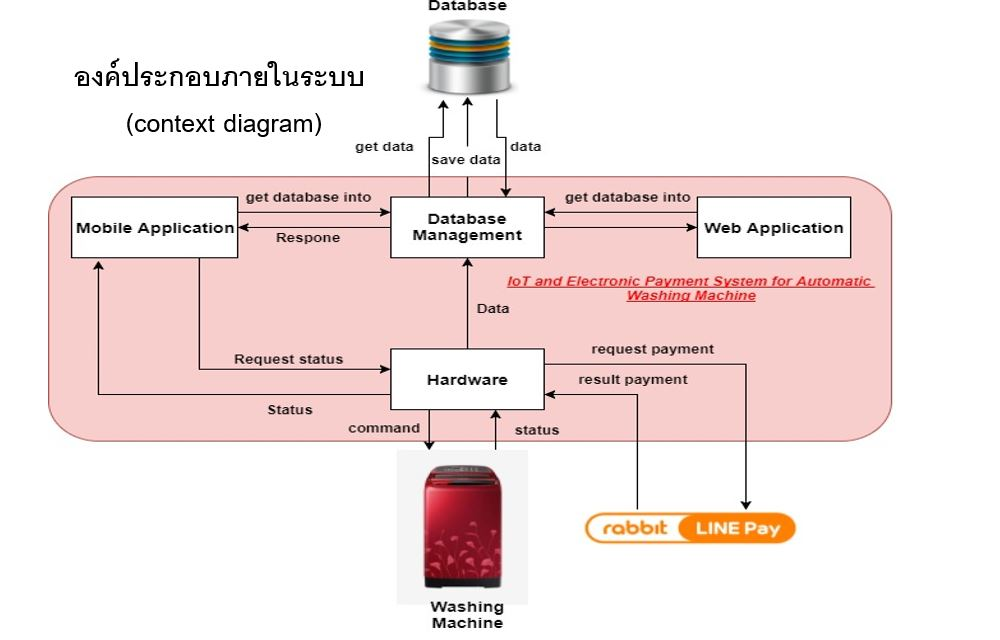 Database
องค์ประกอบภายในระบบ
(context diagram)
get data
save data
data
get database into
get database into
Mobile Application
Database
Management
Web Application
Respone
IoT and Electronic Payment System for Automatic
Washing Machine
Data
request payment
Request status
Hardware
result payment
Status
command
status
rabbit LINE Pay
Washing
Machine